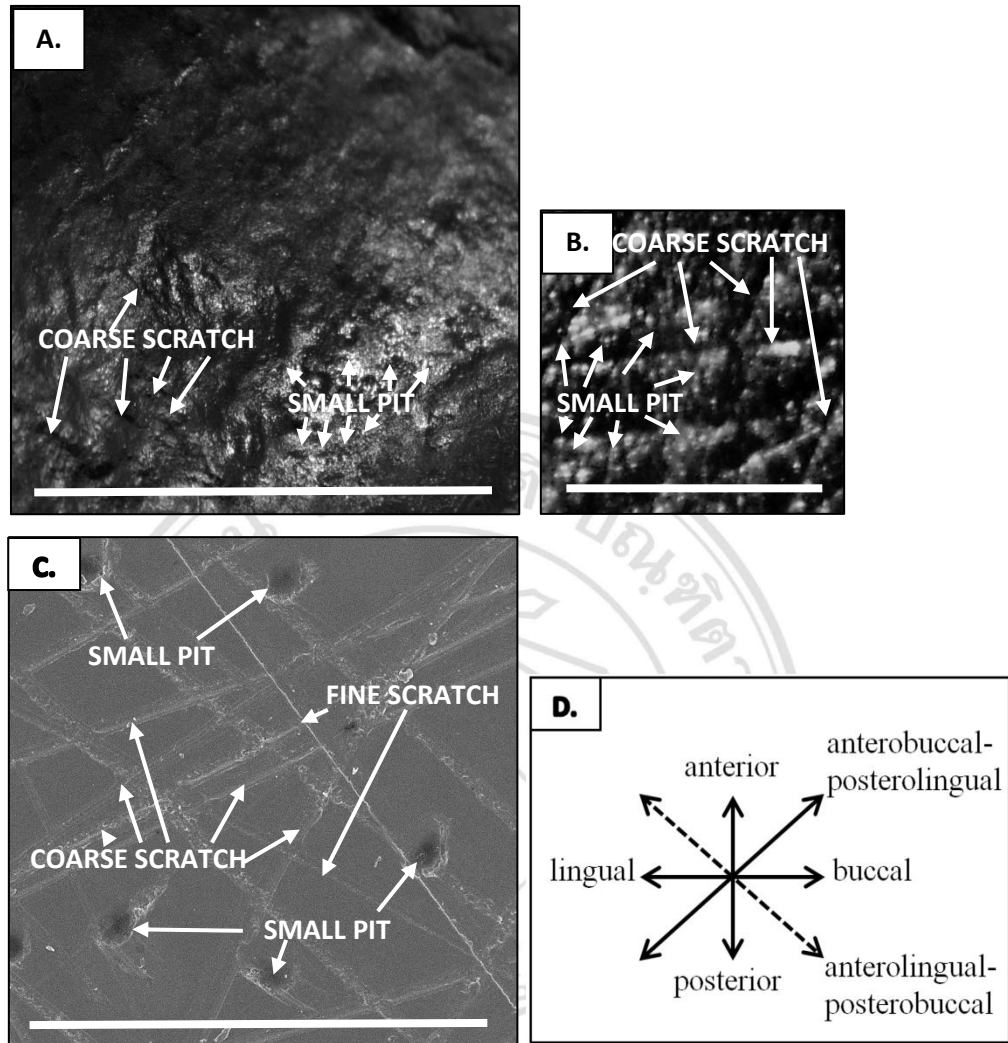 A.
COARSE SCRATCH
SMALL PIT
B.
COARSE SCRATCH
SMALL PIT
C.
SMALL PIT
FINE SCRATCH
COARSE SCRATCH
SMALL PIT
D.
anterior
anterobuccal-
posterolingual
lingual
buccal
posterior
anterolingual-
posterobuccal